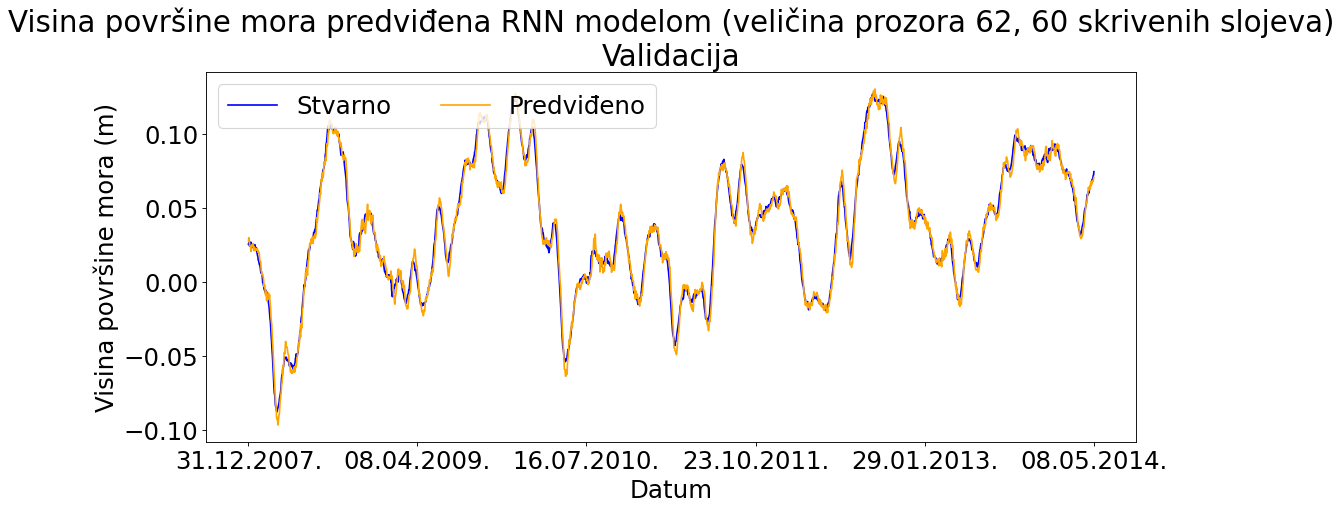 Visina površine mora predviđena RNN modelom (veličina prozora 62, 60 skrivenih slojeva)
Validacija
Stvarno
Predviđeno
Visina površine mora (m)
0.10
0.05
0.00
−0.05
−0.10
31.12.2007.
08.04.2009.
16.07.2010.
23.10.2011.
29.01.2013.
08.05.2014.
Datum